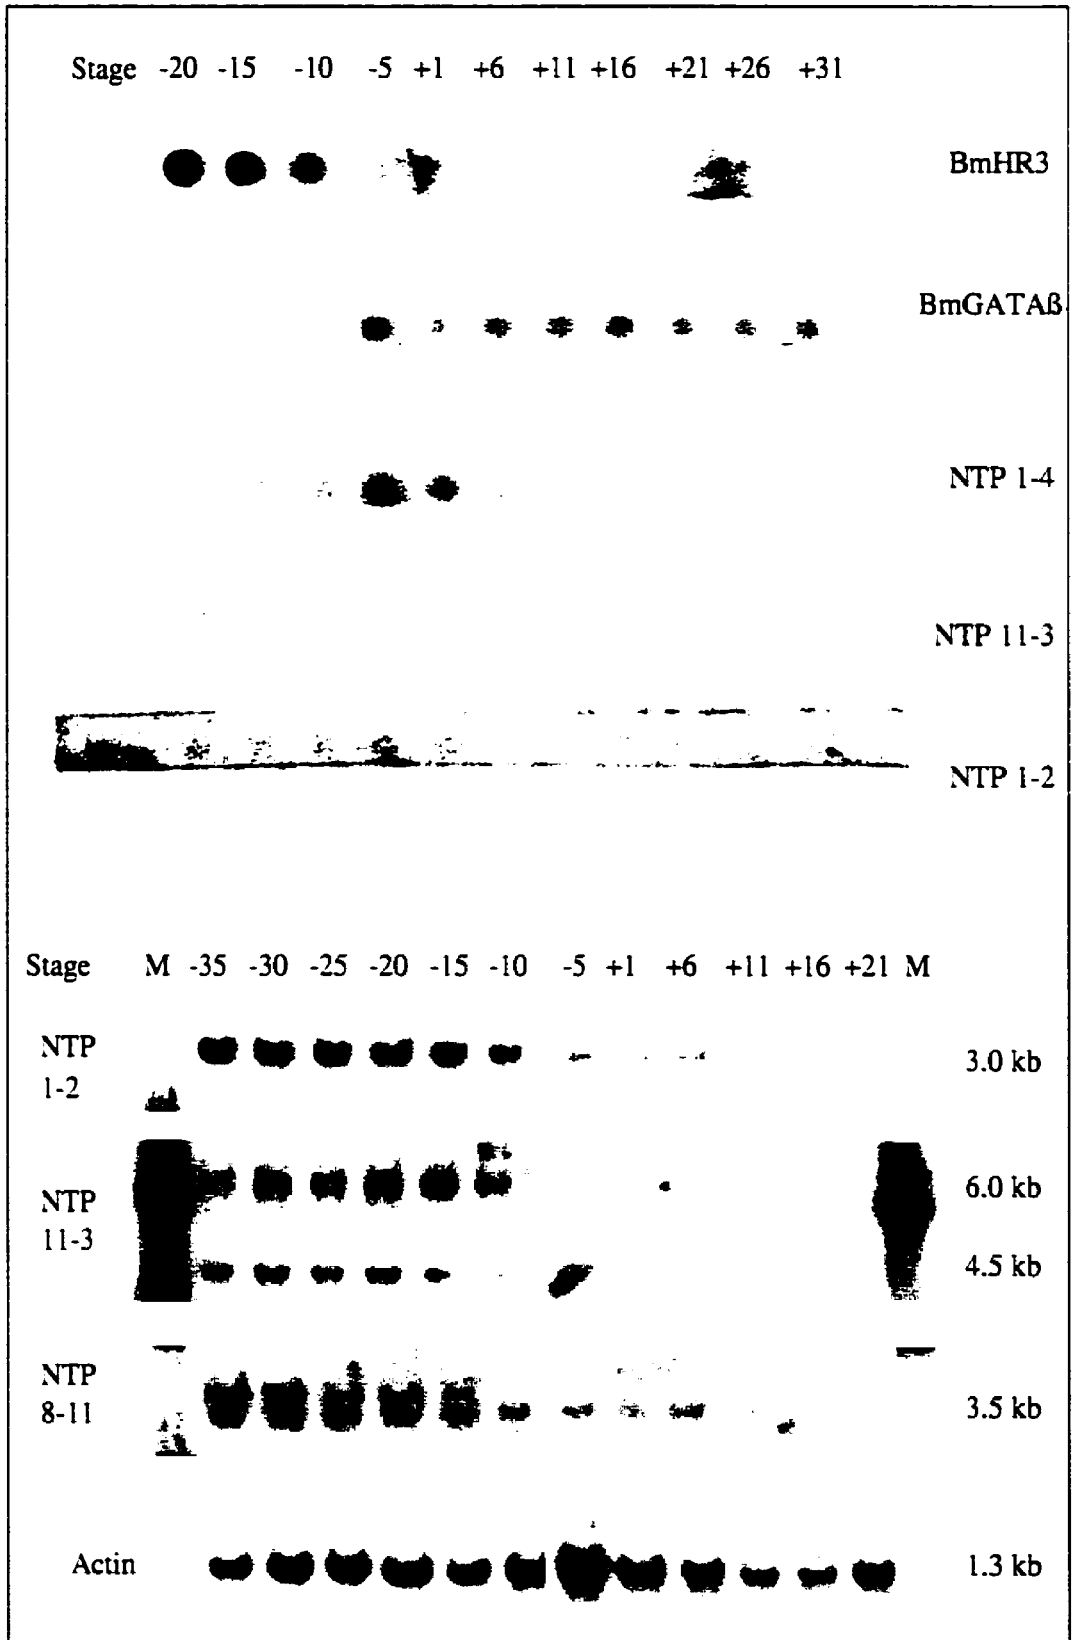 Stage -20 -15 -10 -5 +1 +6 +11 +16 +21 +26 +31
BmHR3
BmGATAß
NTP 1-4
NTP 11-3
NTP 1-2
Stage M -35 -30 -25 -20 -15 -10 -5 +1 +6 +11 +16 +21 M
NTP
1-2
3.0 kb
6.0 kb
NTP
11-3
4.5 kb
NTP
8-11
3.5 kb
Actin
1.3 kb